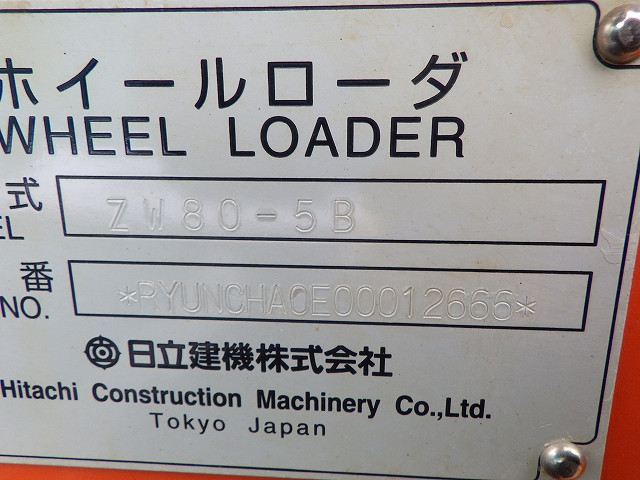 ホイールローダ
WHEEL LOADER
式 ZW80-5B
EL
番 *RYUNCHA0E00012666*
NO.
日立建機株式会社
Hitachi Construction Machinery Co.,Ltd.
Tokyo Japan